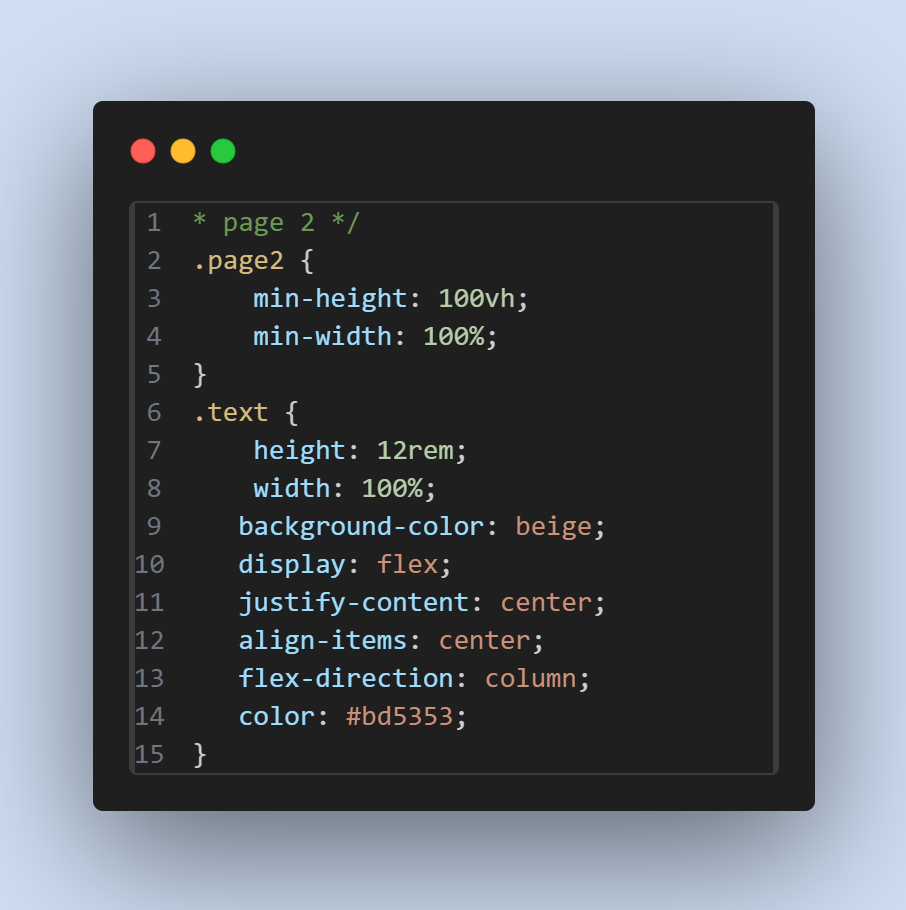 1 * page 2 */
2 .page2 {
3     min-height: 100vh;
4     min-width: 100%;
5 }
6 .text {
7     height: 12rem;
8     width: 100%;
9    background-color: beige;
10    display: flex;
11    justify-content: center;
12    align-items: center;
13    flex-direction: column;
14    color: #bd5353;
15 }